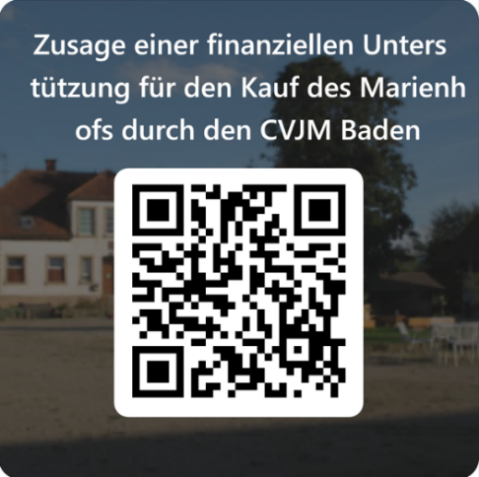 Zusage einer finanziellen Unters
tützung für den Kauf des Marienh
ofs durch den CVJM Baden